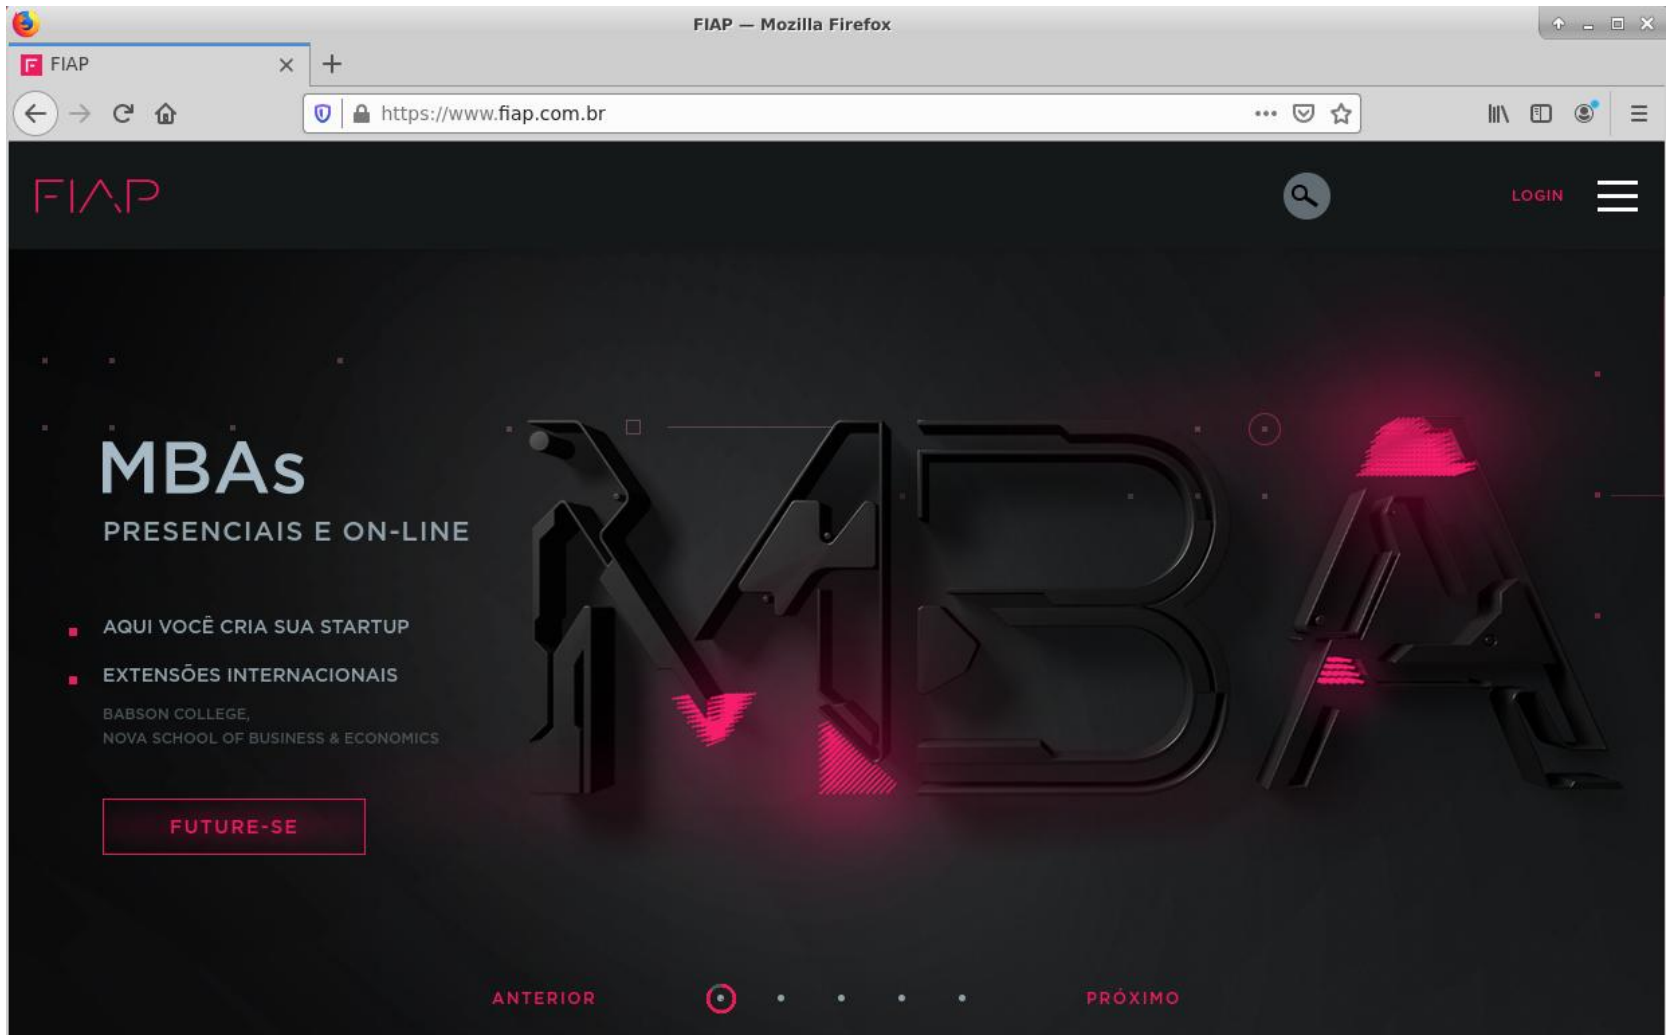 FIAP — Mozilla Firefox
FIAP
https://www.fiap.com.br
FIAP
LOGIN
MBAs
PRESENCIAIS E ON-LINE
AQUI VOCÊ CRIA SUA STARTUP
EXTENSÕES INTERNACIONAIS
BABSON COLLEGE,
NOVA SCHOOL OF BUSINESS & ECONOMICS
FUTURE-SE
MBA
ANTERIOR
PRÓXIMO